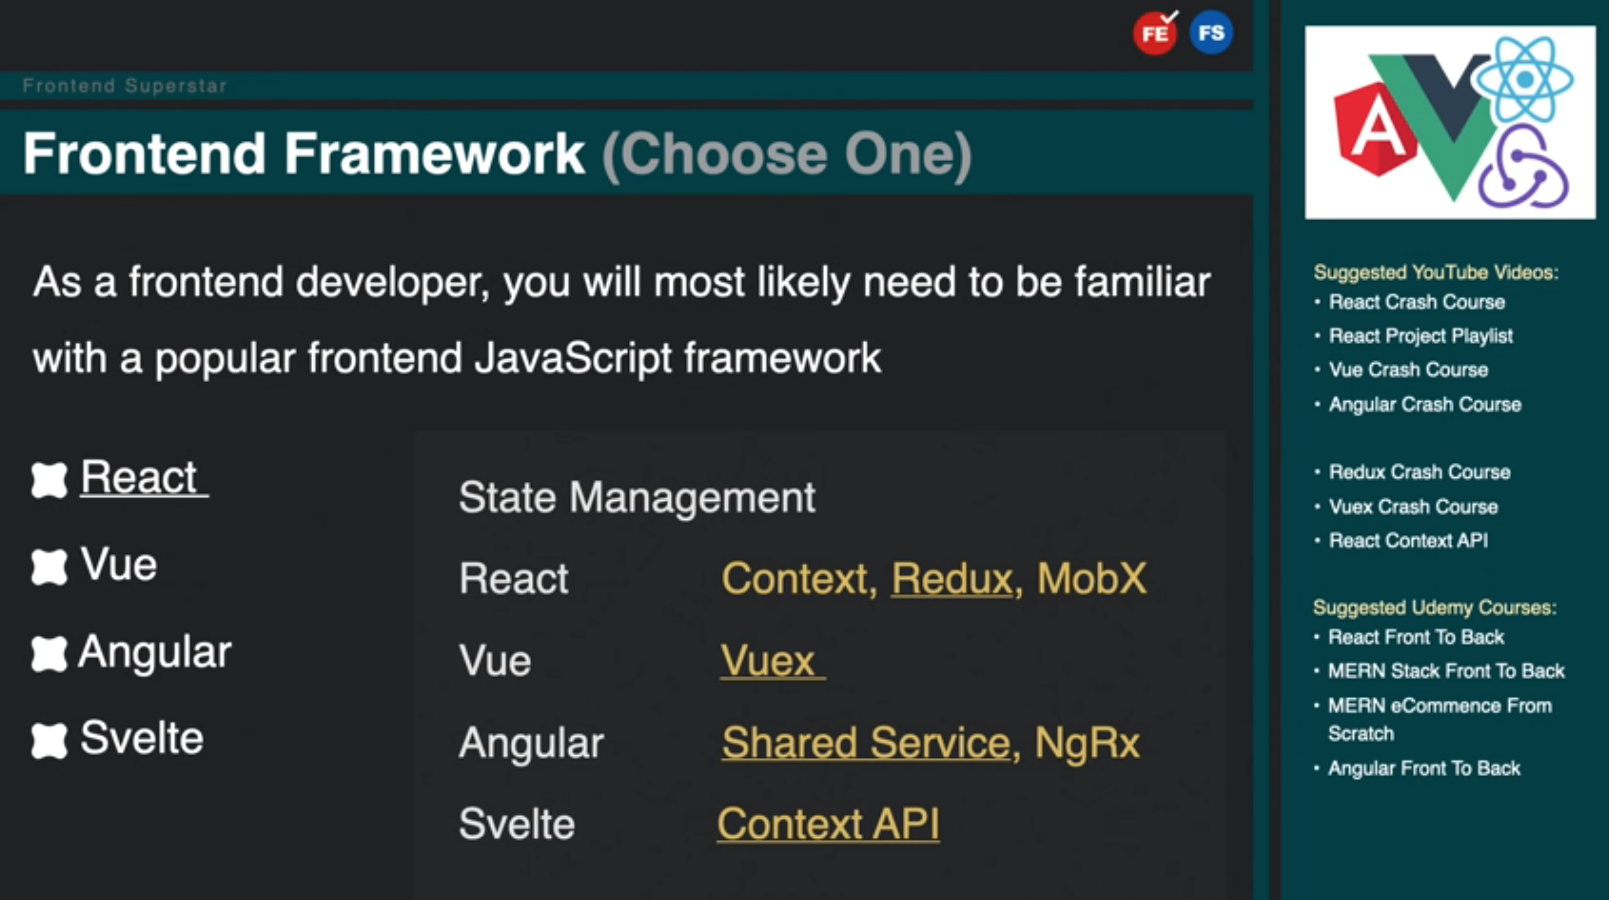 FE FS
Frontend Superstar
Frontend Framework (Choose One)
As a frontend developer, you will most likely need to be familiar
with a popular frontend JavaScript framework
React
Vue
Angular
Svelte
State Management
React Context, Redux, MobX
Vue Vuex
Angular Shared Service, NgRx
Svelte Context API
A
Suggested YouTube Videos:
• React Crash Course
• React Project Playlist
• Vue Crash Course
• Angular Crash Course
• Redux Crash Course
• Vuex Crash Course
• React Context API
Suggested Udemy Courses:
• React Front To Back
• MERN Stack Front To Back
• MERN eCommence From
Scratch
• Angular Front To Back